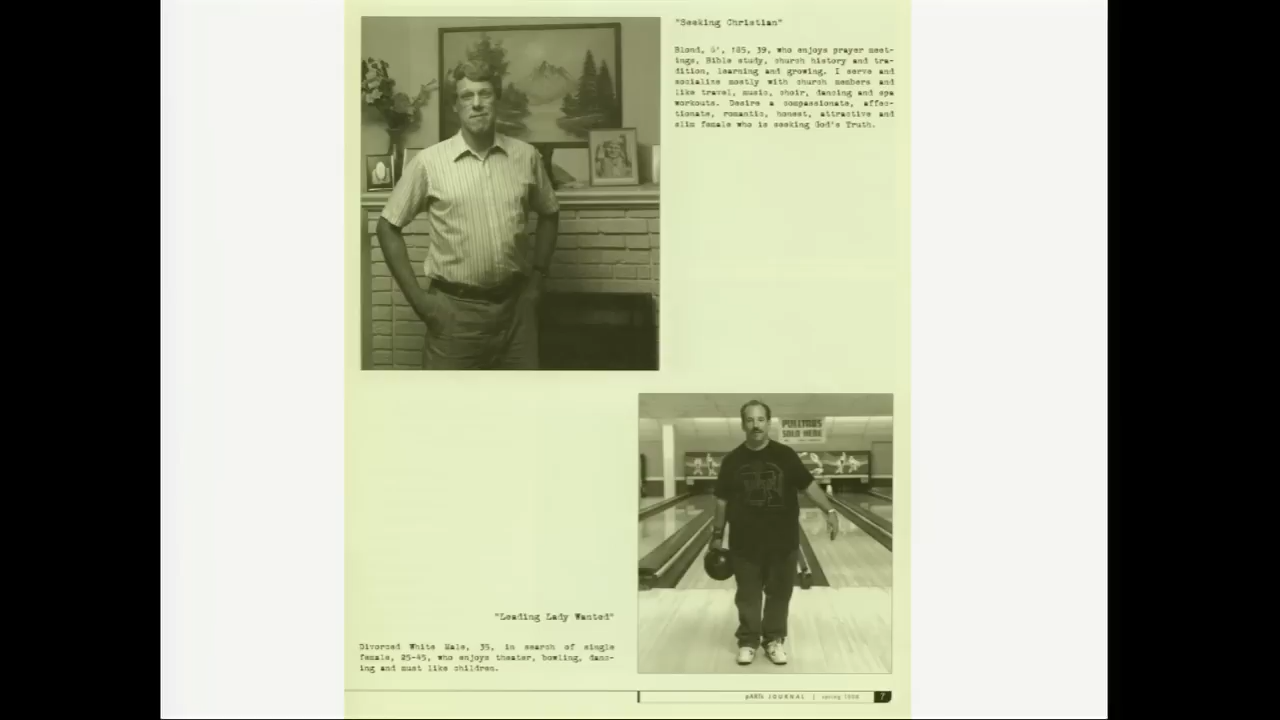 "Seeking Christian"
Blond, 6', 185, 39, who enjoys prayer meet-
ings, Bible study, church history and tra-
dition, learning and growing. I serve and
socialize mostly with church members and
like travel, music, choir, dancing and spa
workouts. Desire a compassionate, affec-
tionate, romantic, honest, attractive and
slim female who is seeking God's Truth.
PULLTABS
SOLD HERE
"Leading Lady Wanted"
Divorced White Male, 35, in search of single
female, 25-45, who enjoys theater, bowling, danc-
ing and must like children.
pARTs JOURNAL | spring 1998 7